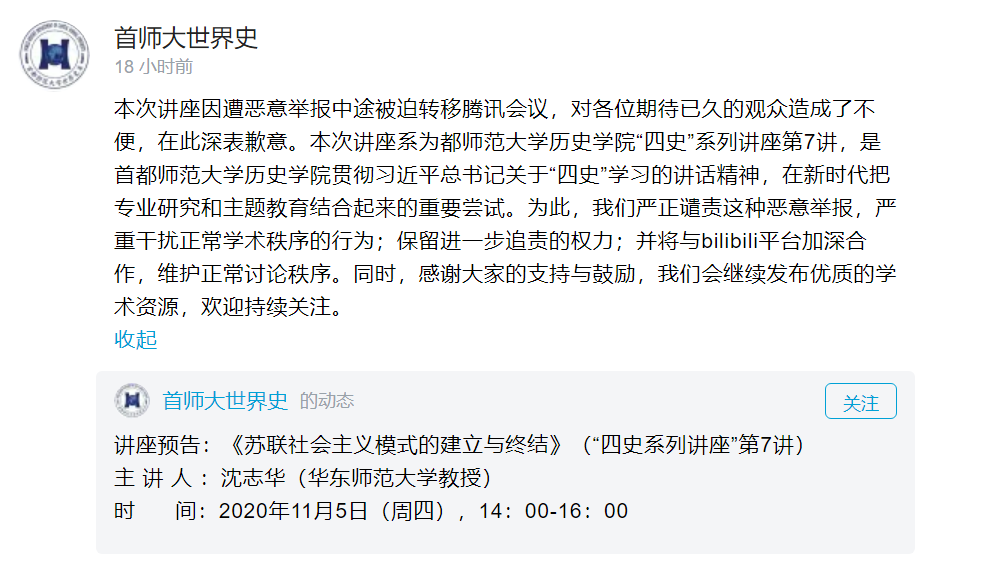 首师大世界史
18 小时前
本次讲座因遭恶意举报中途被迫转移腾讯会议，对各位期待已久的观众造成了不
便，在此深表歉意。本次讲座系为都师范大学历史学院“四史”系列讲座第7讲，是
首都师范大学历史学院贯彻习近平总书记关于“四史”学习的讲话精神，在新时代把
专业研究和主题教育结合起来的重要尝试。为此，我们严正谴责这种恶意举报，严
重干扰正常学术秩序的行为；保留进一步追责的权力；并将与bilibili平台加深合
作，维护正常讨论秩序。同时，感谢大家的支持与鼓励，我们会继续发布优质的学
术资源，欢迎持续关注。
收起
首师大世界史 的动态
关注
讲座预告：《苏联社会主义模式的建立与终结》（“四史系列讲座”第7讲）
主 讲 人 ：沈志华（华东师范大学教授）
时 间：2020年11月5日（周四），14：00-16：00